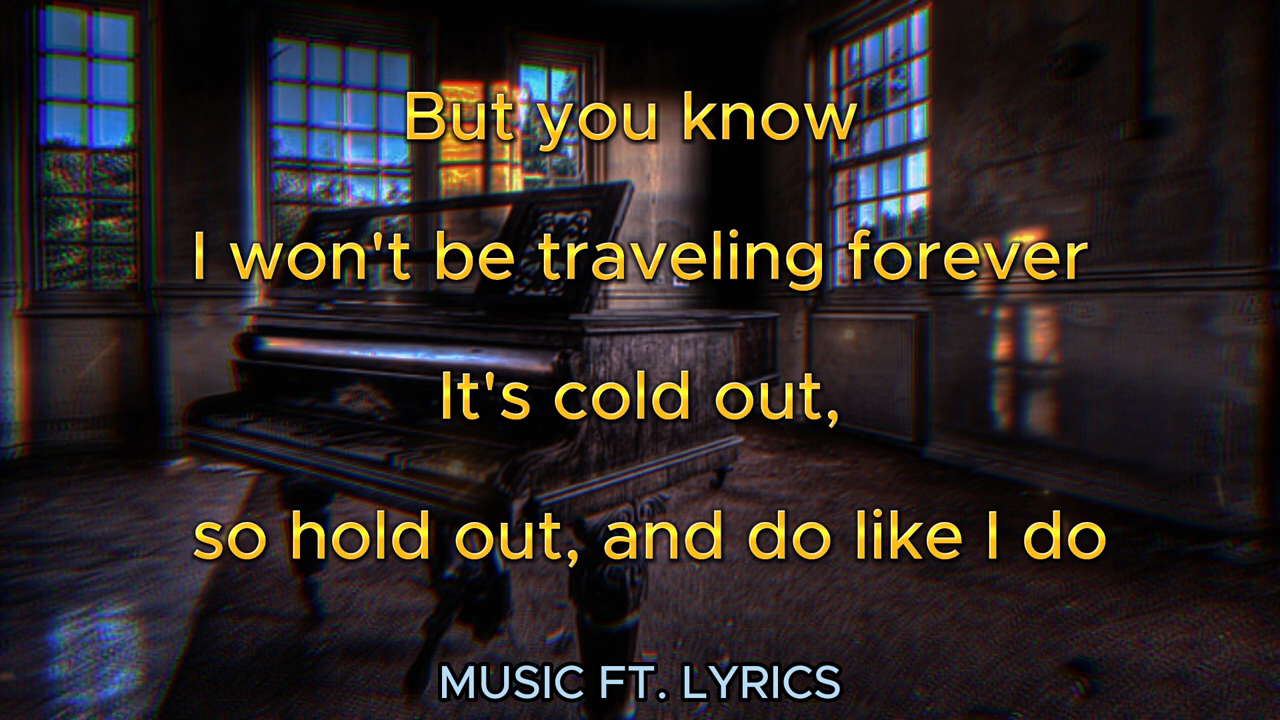 But you know
I won't be traveling forever
It's cold out,
so hold out, and do like I do
MUSIC FT. LYRICS